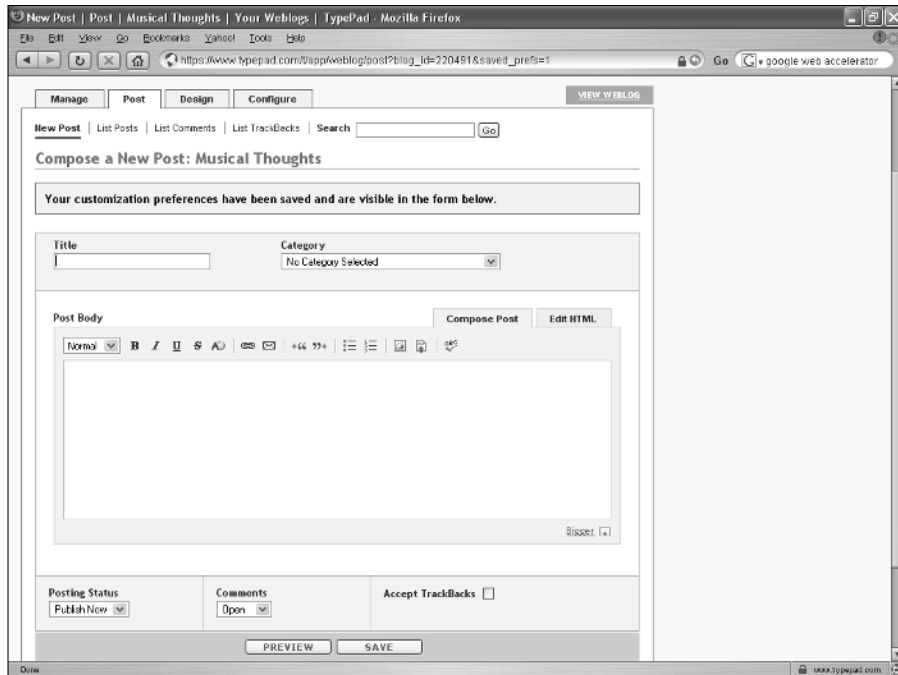 New Post | Post | Musical Thoughts | Your Weblogs | TypePad - Mozilla Firefox
File Edit View Go Bookmarks Yahoo! Tools Help
https://www.typepad.com/t/app/weblog/post?blog_id=220491&saved_prefs=1 Go G google web accelerator
Manage Post Design Configure VIEW WEBLOG
New Post | List Posts | List Comments | List TrackBacks | Search Go
Compose a New Post: Musical Thoughts
Your customization preferences have been saved and are visible in the form below.
Title Category
No Category Selected
Post Body Compose Post Edit HTML
Normal B I U S A ABC
Bigger
Posting Status Comments Accept TrackBacks
Publish Now Open
PREVIEW SAVE
Done www.typepad.com